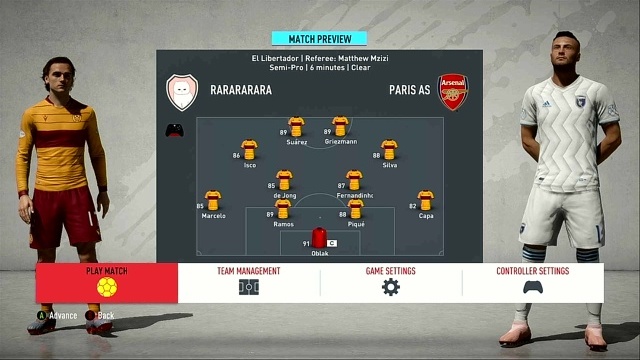 MATCH PREVIEW
El Libertador | Referee: Matthew Mzizi
Semi-Pro | 6 minutes | Clear
RARARARARA
PARIS AS
Arsenal
89 89
Suárez Griezmann
86 88
Isco Silva
85 87
de Jong Fernandinho
85 82
Marcelo Capa
89 88
Ramos Piqué
91 C
Oblak
PLAY MATCH
TEAM MANAGEMENT
GAME SETTINGS
CONTROLLER SETTINGS
A Advance B Back